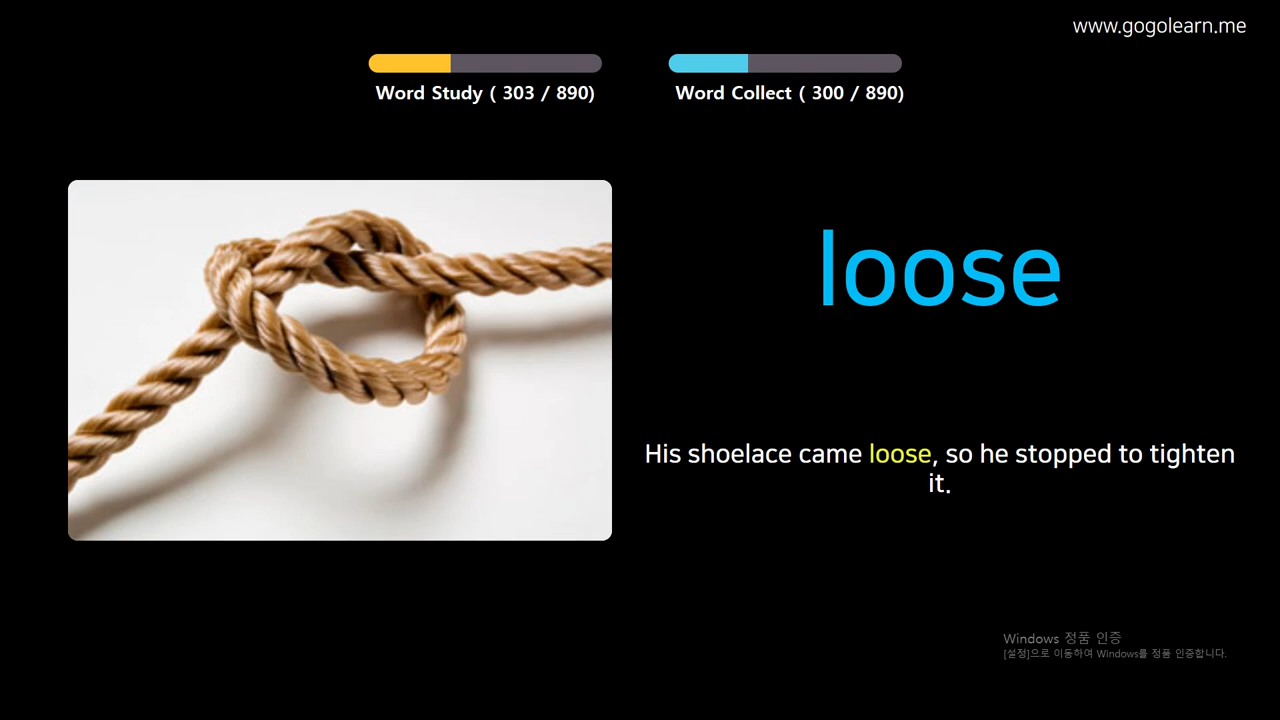 www.gogolearn.me
Word Study ( 303 / 890)
Word Collect ( 300 / 890)
loose
His shoelace came loose, so he stopped to tighten
it.
Windows 정품 인증
[설정]으로 이동하여 Windows를 정품 인증합니다.